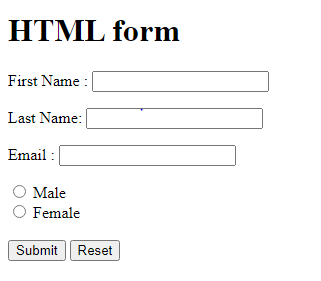 HTML form
First Name :
Last Name:
Email :
Male
Female
Submit Reset